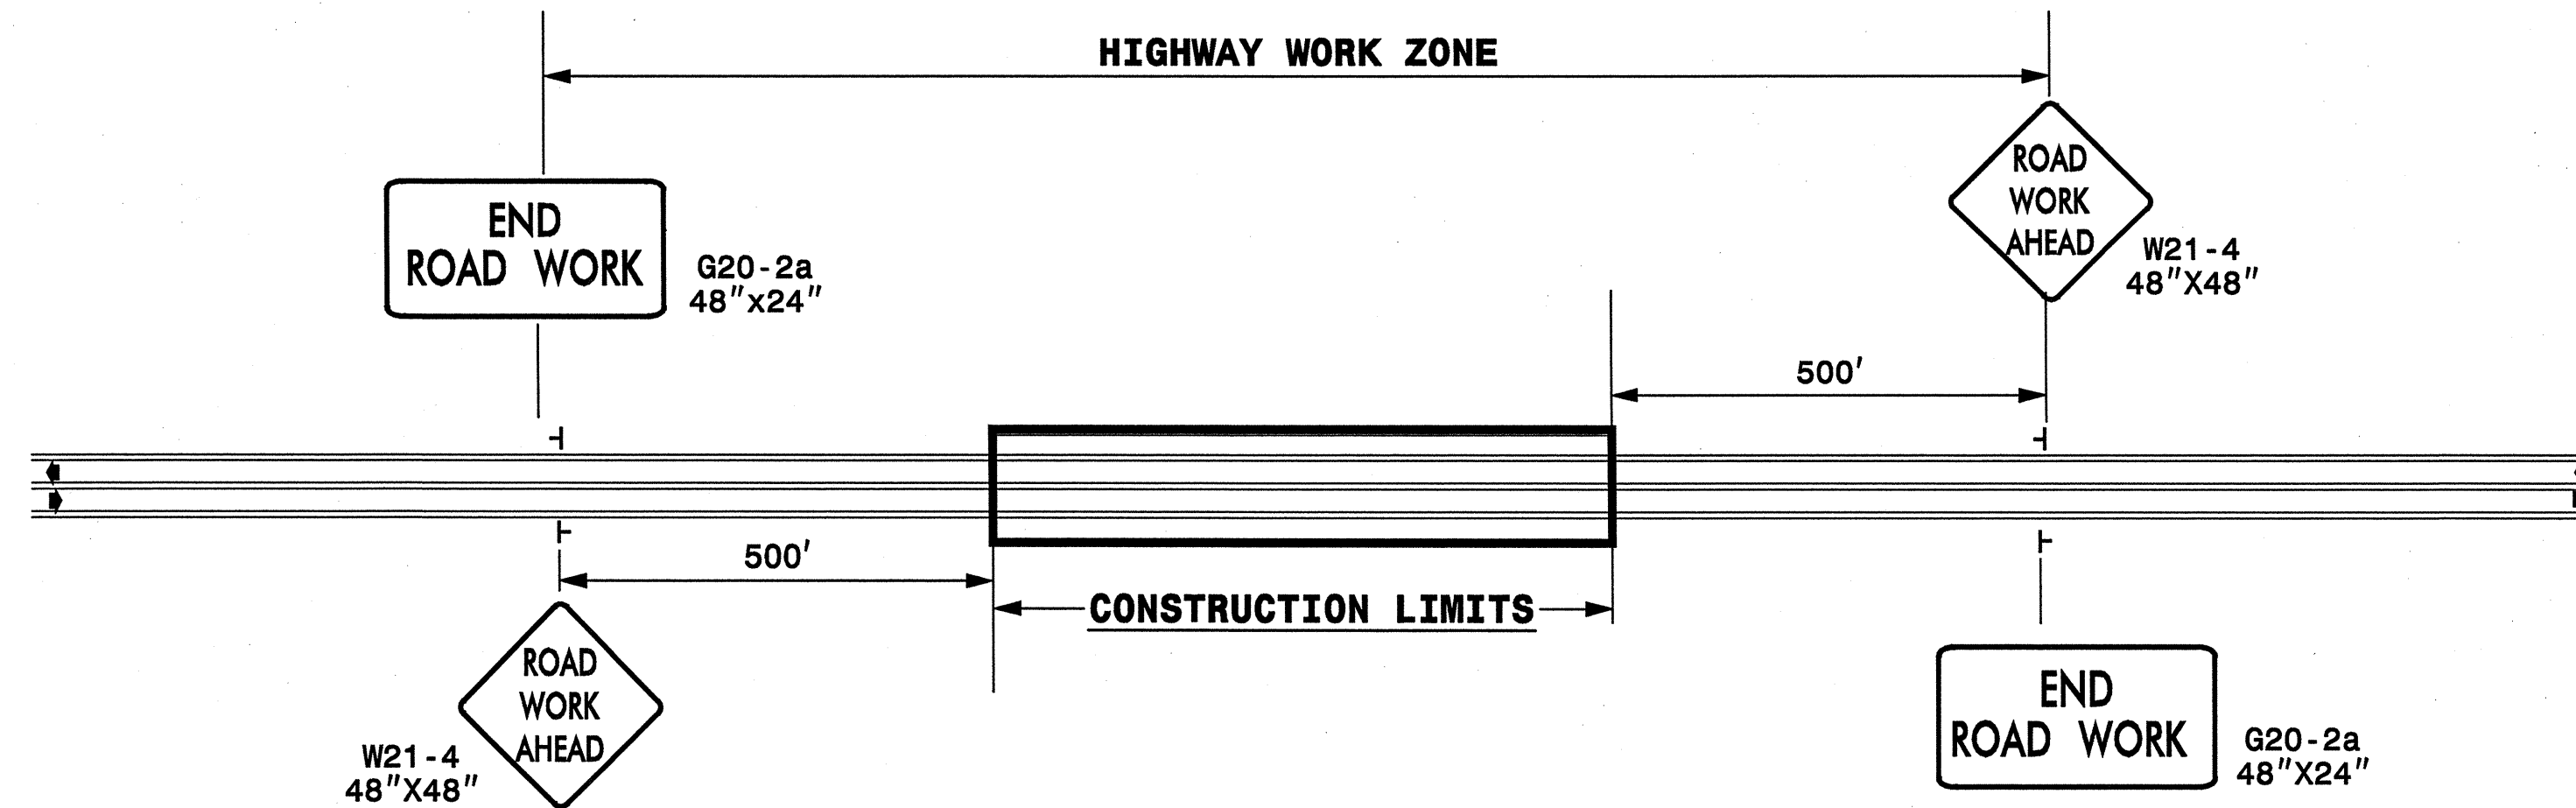 HIGHWAY WORK ZONE
END
ROAD WORK
G20-2a
48"x24"
ROAD
WORK
AHEAD
W21-4
48"X48"
500'
500'
CONSTRUCTION LIMITS
ROAD
WORK
AHEAD
W21-4
48"X48"
END
ROAD WORK
G20-2a
48"X24"